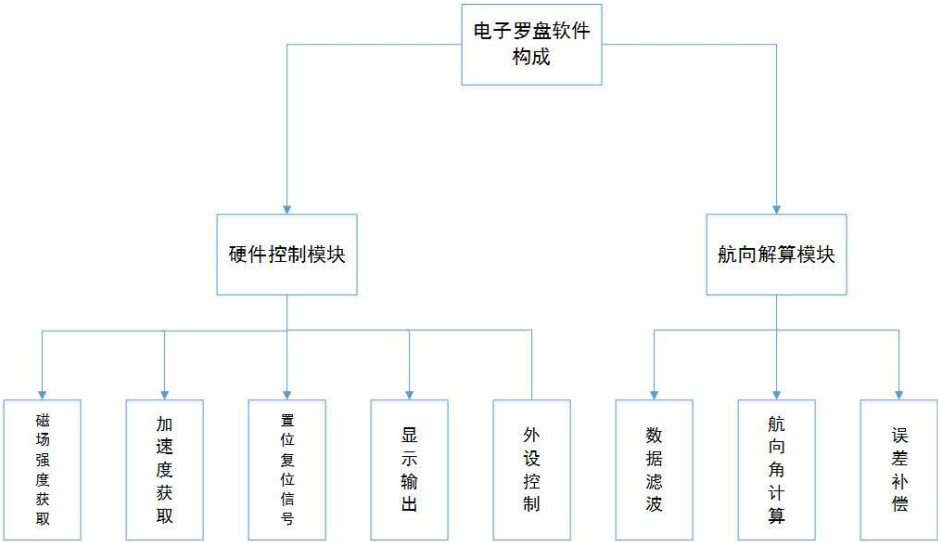 电子罗盘软件
构成
硬件控制模块
航向解算模块
磁场强度获取
加速度获取
置位复位信号
显示输出
外设控制
数据滤波
航向角计算
误差补偿